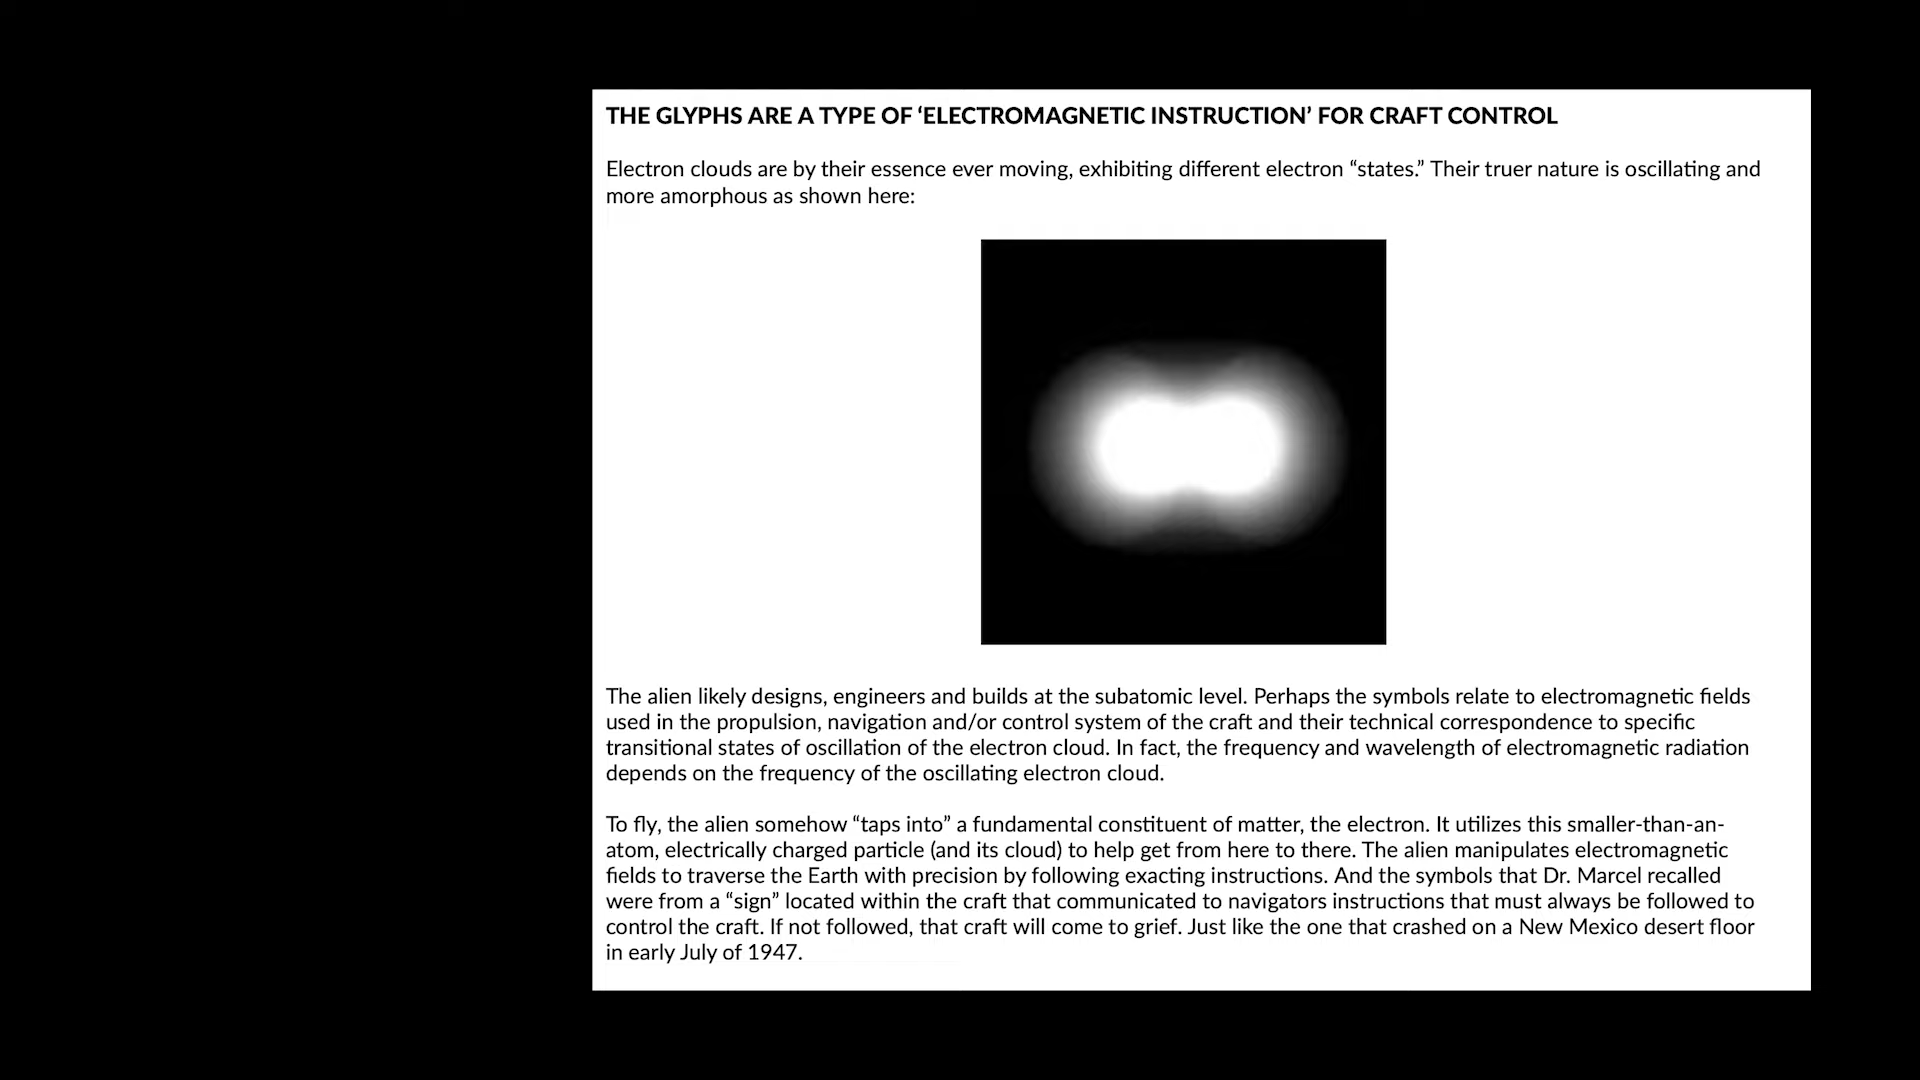 THE GLYPHS ARE A TYPE OF ‘ELECTROMAGNETIC INSTRUCTION’ FOR CRAFT CONTROL
Electron clouds are by their essence ever moving, exhibiting different electron “states.” Their truer nature is oscillating and
more amorphous as shown here:
The alien likely designs, engineers and builds at the subatomic level. Perhaps the symbols relate to electromagnetic fields
used in the propulsion, navigation and/or control system of the craft and their technical correspondence to specific
transitional states of oscillation of the electron cloud. In fact, the frequency and wavelength of electromagnetic radiation
depends on the frequency of the oscillating electron cloud.
To fly, the alien somehow “taps into” a fundamental constituent of matter, the electron. It utilizes this smaller-than-an-
atom, electrically charged particle (and its cloud) to help get from here to there. The alien manipulates electromagnetic
fields to traverse the Earth with precision by following exacting instructions. And the symbols that Dr. Marcel recalled
were from a “sign” located within the craft that communicated to navigators instructions that must always be followed to
control the craft. If not followed, that craft will come to grief. Just like the one that crashed on a New Mexico desert floor
in early July of 1947.